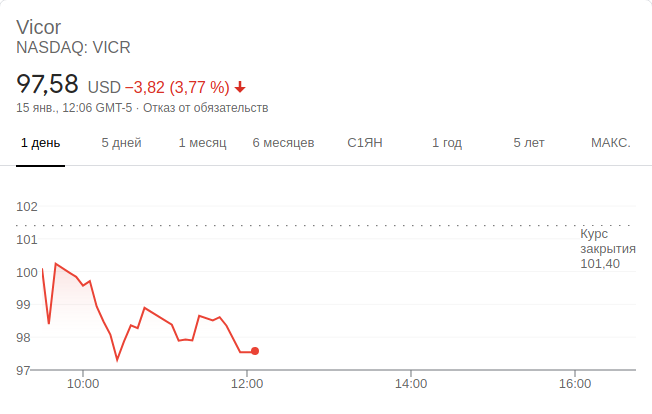 Vicor
NASDAQ: VICR
97,58 USD −3,82 (3,77 %)
15 янв., 12:06 GMT-5 · Отказ от обязательств
1 день 5 дней 1 месяц 6 месяцев С1ЯН 1 год 5 лет МАКС.
102
Курс
101
закрытия
101,40
100
99
98
97
10:00 12:00 14:00 16:00